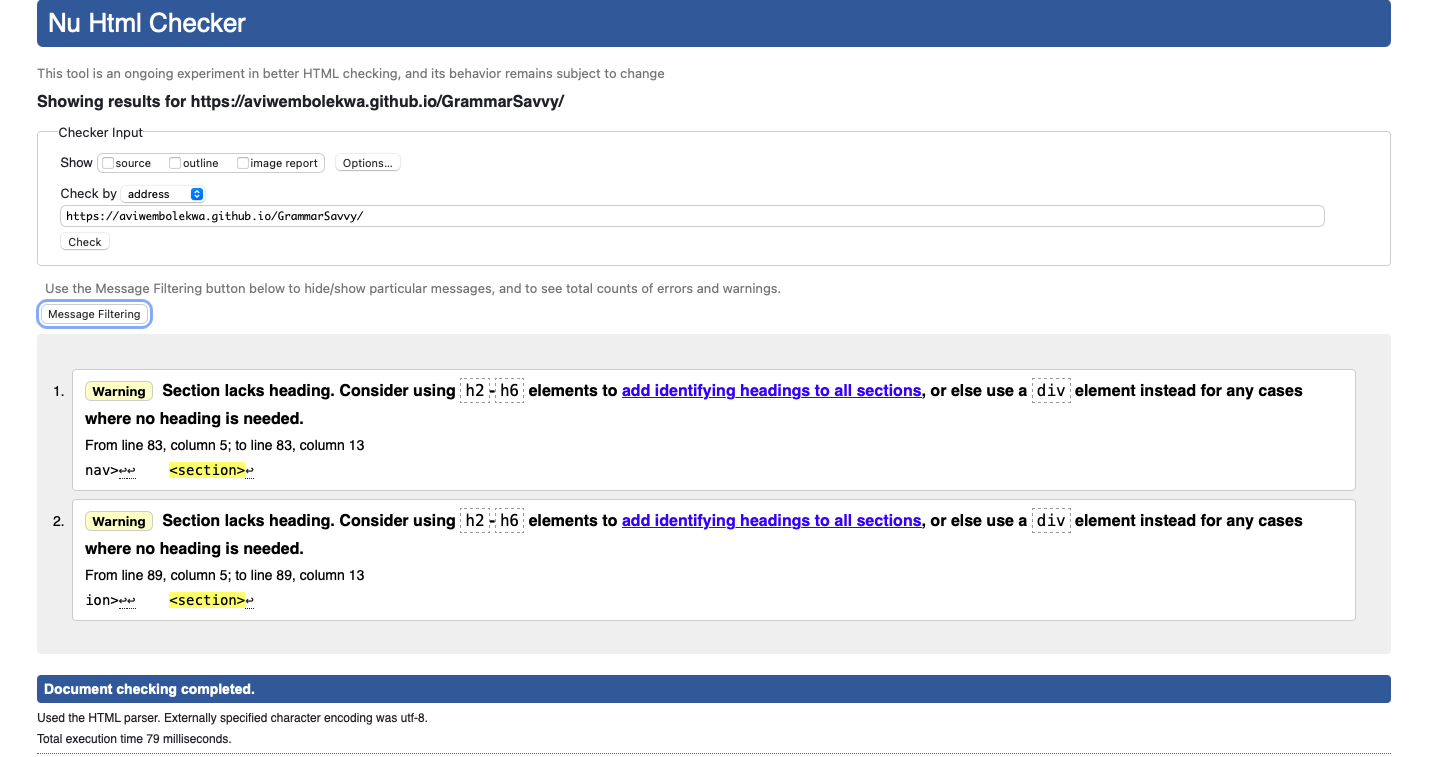 Nu Html Checker
This tool is an ongoing experiment in better HTML checking, and its behavior remains subject to change
Showing results for https://aviwembolekwa.github.io/GrammarSavvy/
Checker Input
Show source outline image report Options...
Check by address
https://aviwembolekwa.github.io/GrammarSavvy/
Check
Use the Message Filtering button below to hide/show particular messages, and to see total counts of errors and warnings.
Message Filtering
1. Warning Section lacks heading. Consider using h2-h6 elements to add identifying headings to all sections, or else use a div element instead for any cases
where no heading is needed.
From line 83, column 5; to line 83, column 13
nav>↩↩ <section>↩
2. Warning Section lacks heading. Consider using h2-h6 elements to add identifying headings to all sections, or else use a div element instead for any cases
where no heading is needed.
From line 89, column 5; to line 89, column 13
ion>↩↩ <section>↩
Document checking completed.
Used the HTML parser. Externally specified character encoding was utf-8.
Total execution time 79 milliseconds.